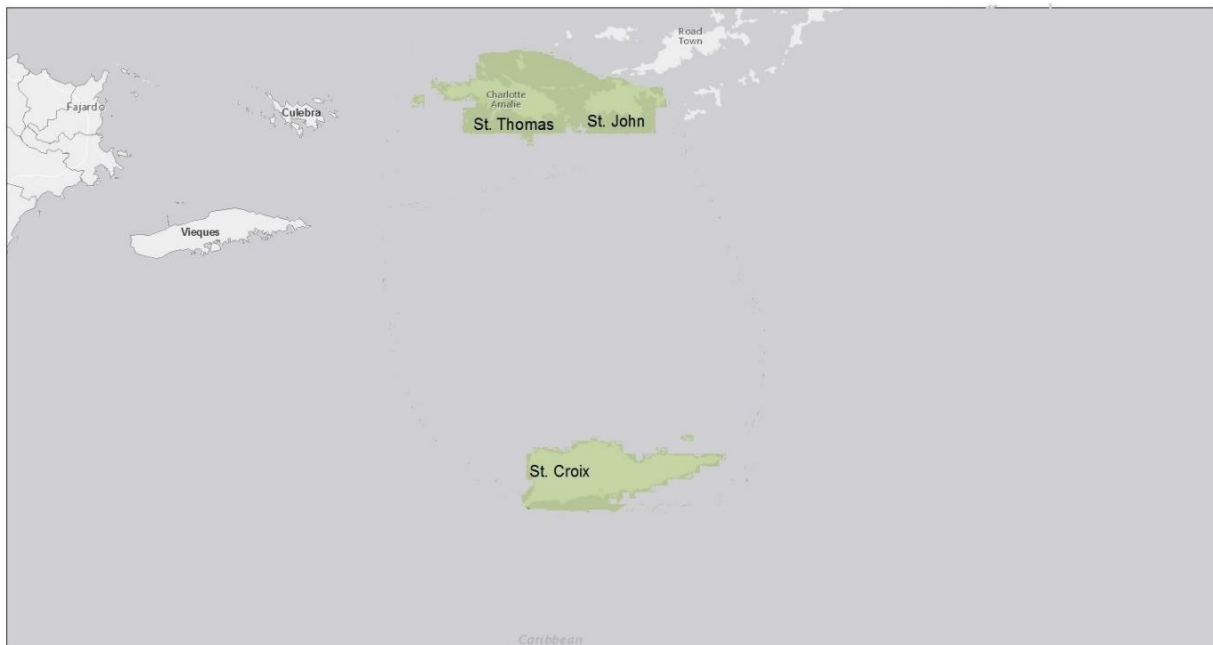 Road
Town
Fajardo
Culebra
Charlotte
Amalie
St. Thomas
St. John
Vieques
St. Croix
Caribbean